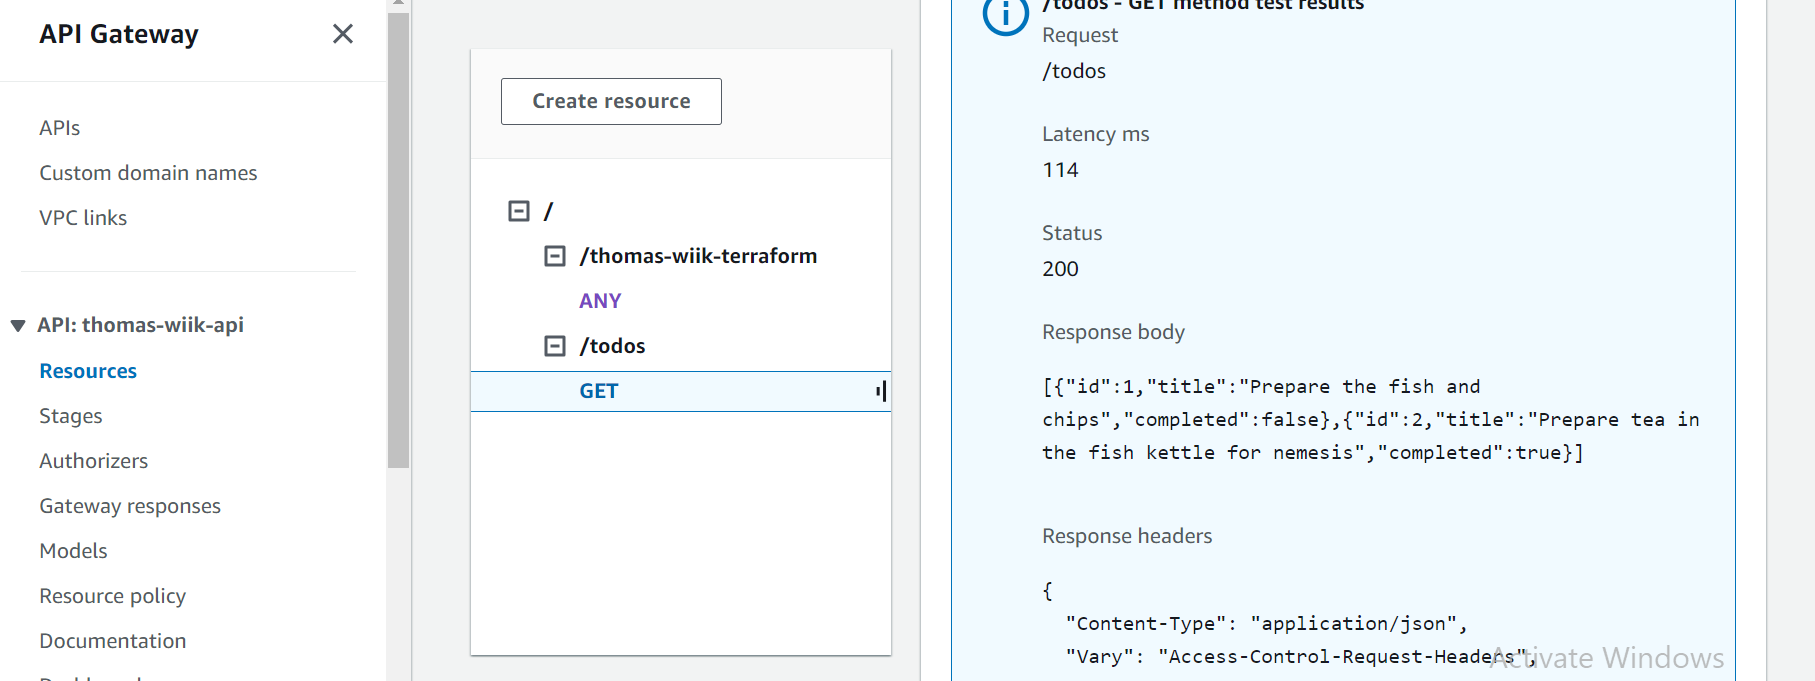 API Gateway
APIs
Custom domain names
VPC links
API: thomas-wiik-api
Resources
Stages
Authorizers
Gateway responses
Models
Resource policy
Documentation
Create resource
/
/thomas-wiik-terraform
ANY
/todos
GET
/todos - GET method test results
Request
/todos
Latency ms
114
Status
200
Response body
[{"id":1,"title":"Prepare the fish and
chips","completed":false},{"id":2,"title":"Prepare tea in
the fish kettle for nemesis","completed":true}]
Response headers
{
"Content-Type": "application/json",
"Vary": "Access-Control-Request-Headers",
Activate Windows